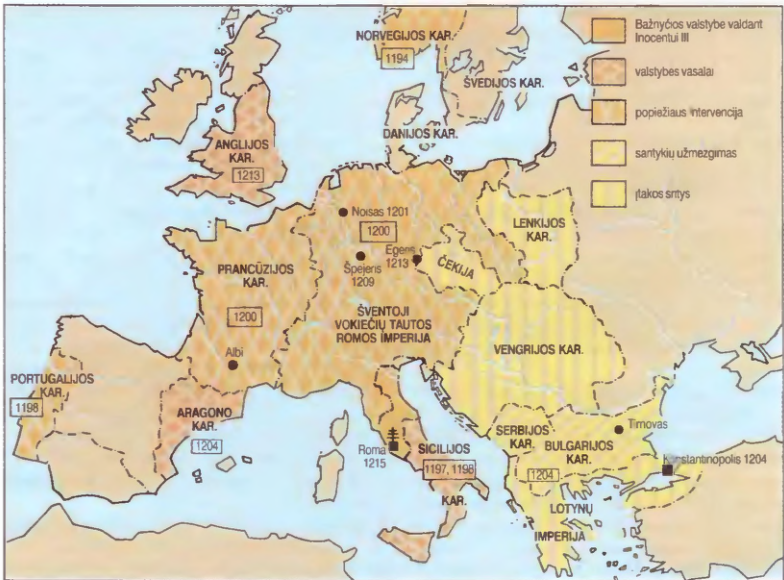 Bažnyčios valstybe valdant
Inocentui III
valstybės vasalai
popiežiaus intervencija
santykių užmezgimas
įtakos sritys
NORVEGIJOS KAR.
1194
ŠVEDIJOS KAR.
DANIJOS KAR.
ANGLIJOS
KAR.
1213
Noisas 1201
1200
LENKIJOS
KAR.
Egeris
1213
ČEKIJA
Špejeris
1209
PRANCŪZIJOS
KAR.
1200
ŠVENTOJI
VOKIEČIŲ TAUTOS
ROMOS IMPERIJA
VENGRIJOS KAR.
Albi
PORTUGALIJOS
KAR.
1198
ARAGONO
KAR.
1204
Roma
1215
SICILIJOS
1197, 1198
KAR.
SERBIJOS
KAR.
BULGARIJOS
KAR.
Timovas
1204
Konstantinopolis 1204
LOTYNŲ
IMPERIJA